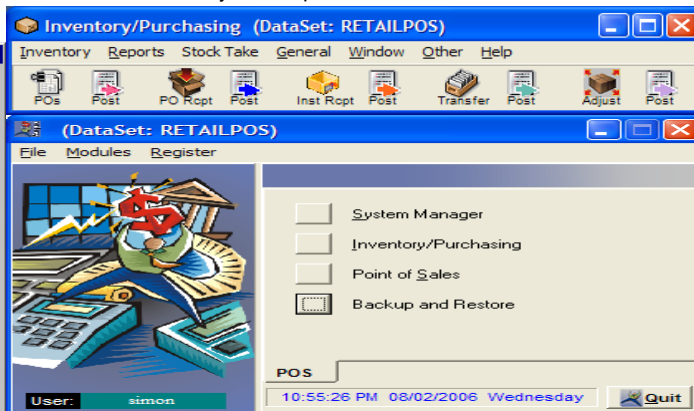 Inventory/Purchasing (DataSet: RETAILPOS)
Inventory Reports Stock Take General Window Other Help
POs Post PO Rcpt Post Inst Rcpt Post Transfer Post Adjust Post
(DataSet: RETAILPOS)
File Modules Register
System Manager
Inventory/Purchasing
Point of Sales
Backup and Restore
POS
User: simon
10:55:26 PM 08/02/2006 Wednesday Quit